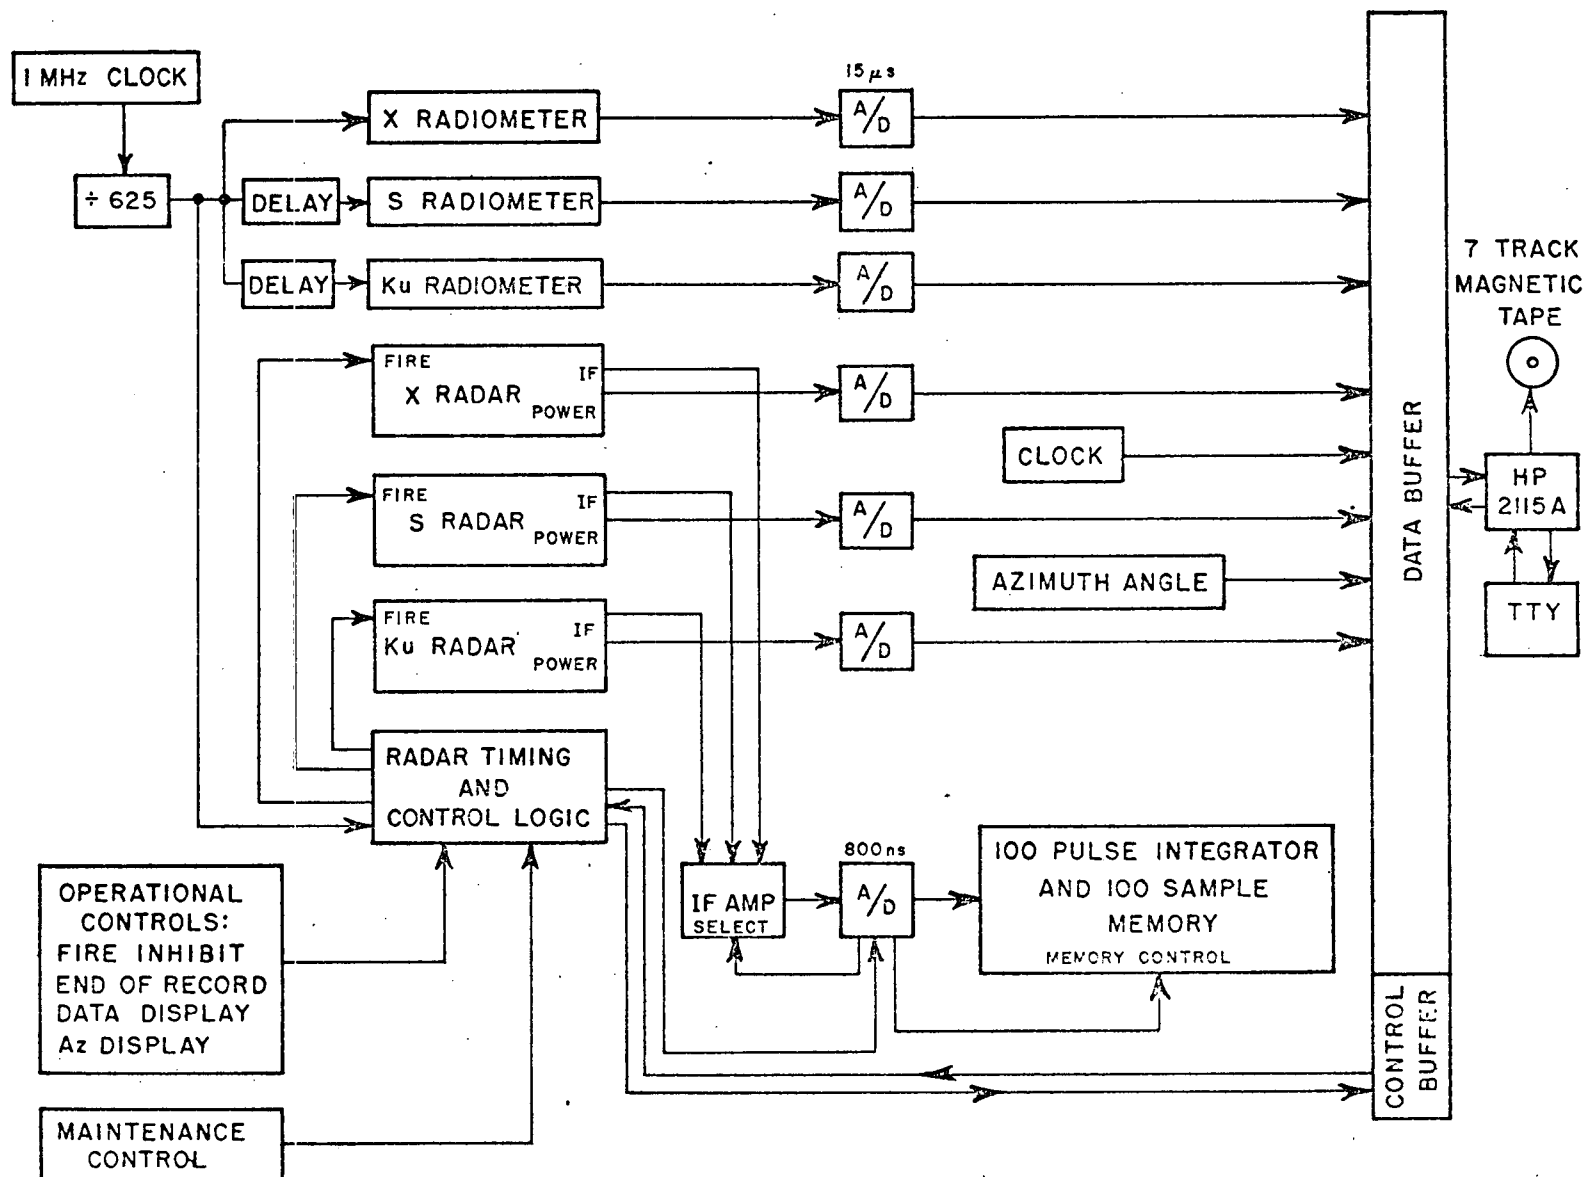 1 MHz CLOCK
÷ 625
DELAY
DELAY
X RADIOMETER
S RADIOMETER
Ku RADIOMETER
15 μs
A/D
A/D
A/D
FIRE
IF
X RADAR
POWER
A/D
FIRE
IF
S RADAR
POWER
A/D
FIRE
IF
Ku RADAR
POWER
A/D
CLOCK
AZIMUTH ANGLE
RADAR TIMING
AND
CONTROL LOGIC
OPERATIONAL
CONTROLS:
FIRE INHIBIT
END OF RECORD
DATA DISPLAY
Az DISPLAY
MAINTENANCE
CONTROL
IF AMP
SELECT
800 ns
A/D
100 PULSE INTEGRATOR
AND 100 SAMPLE
MEMORY
MEMORY CONTROL
DATA BUFFER
CONTROL
BUFFER
7 TRACK
MAGNETIC
TAPE
HP
2115 A
TTY